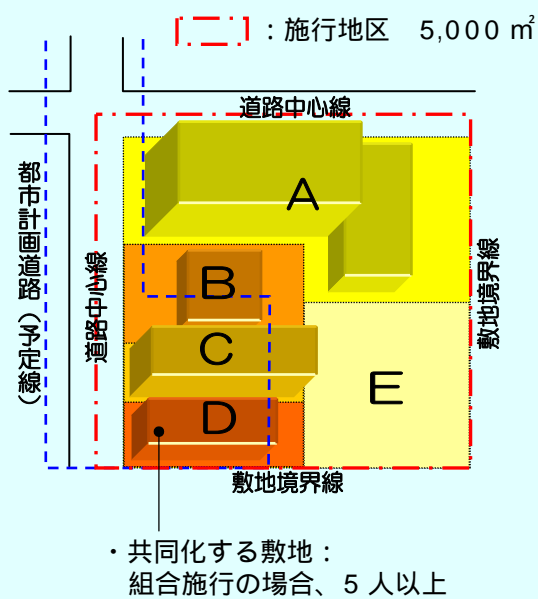 ：施行地区　5,000 ㎡
道路中心線
都市計画道路（予定線）
道路中心線
敷地境界線
A
B
C
D
E
敷地境界線
・共同化する敷地：
組合施行の場合、5 人以上